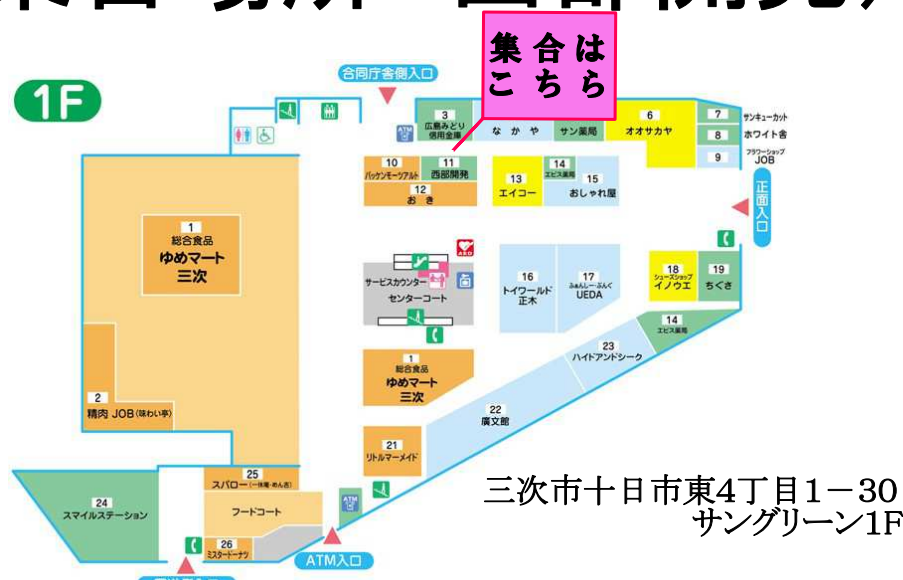 集合はこちら
1F
合同庁舎側入口
ATM
3
広島みどり
信用金庫
なかや
サン薬局
6
オオサカヤ
7
サンキューカット
8
ホワイト舎
9
フラワーショップ
JOB
正面入口
10
バッケンモーツアルト
11
西部開発
12
おき
13
エイコー
14
エビス薬局
15
おしゃれ屋
1
総合食品
ゆめマート
三次
AED
サービスカウンター
センターコート
16
トイワールド
正木
17
ふぁんしー・ぶんぐ
UEDA
18
シューズショップ
イノウエ
19
ちぐさ
14
エビス薬局
23
ハイドアンドシーク
1
総合食品
ゆめマート
三次
2
精肉 JOB(味わい亭)
22
廣文館
21
リトルマーメイド
25
スバロー(一休庵・めん吉)
24
スマイルステーション
フードコート
26
ミスタードーナツ
ATM
ATM入口
三次市十日市東4丁目1－30
サングリーン1F